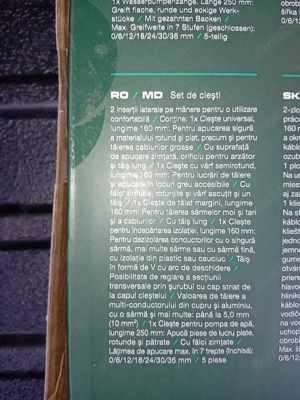 1x Wasserpumpenzange, Länge 250 mm:
Greift flache, runde und eckige Werk-
stücke / Mit gezahnten Backen /
Max. Greifweite in 7 Stufen (geschlossen):
0/6/12/18/24/30/36 mm / 5-teilig
RO / MD Set de clești
2 inserții laterale pe mânere pentru o utilizare
confortabilă / Conține: 1x Clește universal,
lungime 160 mm: Pentru apucarea sigură
a materialului rotund și plat, precum și pentru
tăierea cablurilor groase / Cu suprafață
de apucare zimțată, orificiu pentru arzător
și tăiș lung / 1x Clește cu vârf semirotund,
lungime 160 mm: Pentru lucrări de tăiere
și apucare în locuri greu accesibile / Cu
fălci zimțate, rotunjite și vârf ascuțit și un
tăiș / 1x Clește de tăiat margini, lungime
160 mm: Pentru tăierea sârmelor moi și tari
și a cablurilor / Cu tăiș lung / 1x Clește
pentru îndepărtarea izolației, lungime 160 mm:
Pentru dezizolarea conductorilor cu o singură
sârmă, mai multe sârme sau cu sârmă fină,
cu izolație din plastic sau cauciuc / Tăiș
în formă de V cu arc de deschidere /
Posibilitate de reglare a secțiunii
transversale prin șurubul cu cap striat de
la capul cleștelui / Valoarea de tăiere a
multi-conductorului din cupru și aluminiu,
cu o sârmă și mai multe: până la 5,0 mm
(10 mm²) / 1x Clește pentru pompa de apă,
lungime 250 mm: Apucă piese de lucru plate,
rotunde și pătrate / Cu fălci zimțate /
Lățimea de apucare max. în 7 trepte (închisă):
0/6/12/18/24/30/36 mm / 5 piese
SK